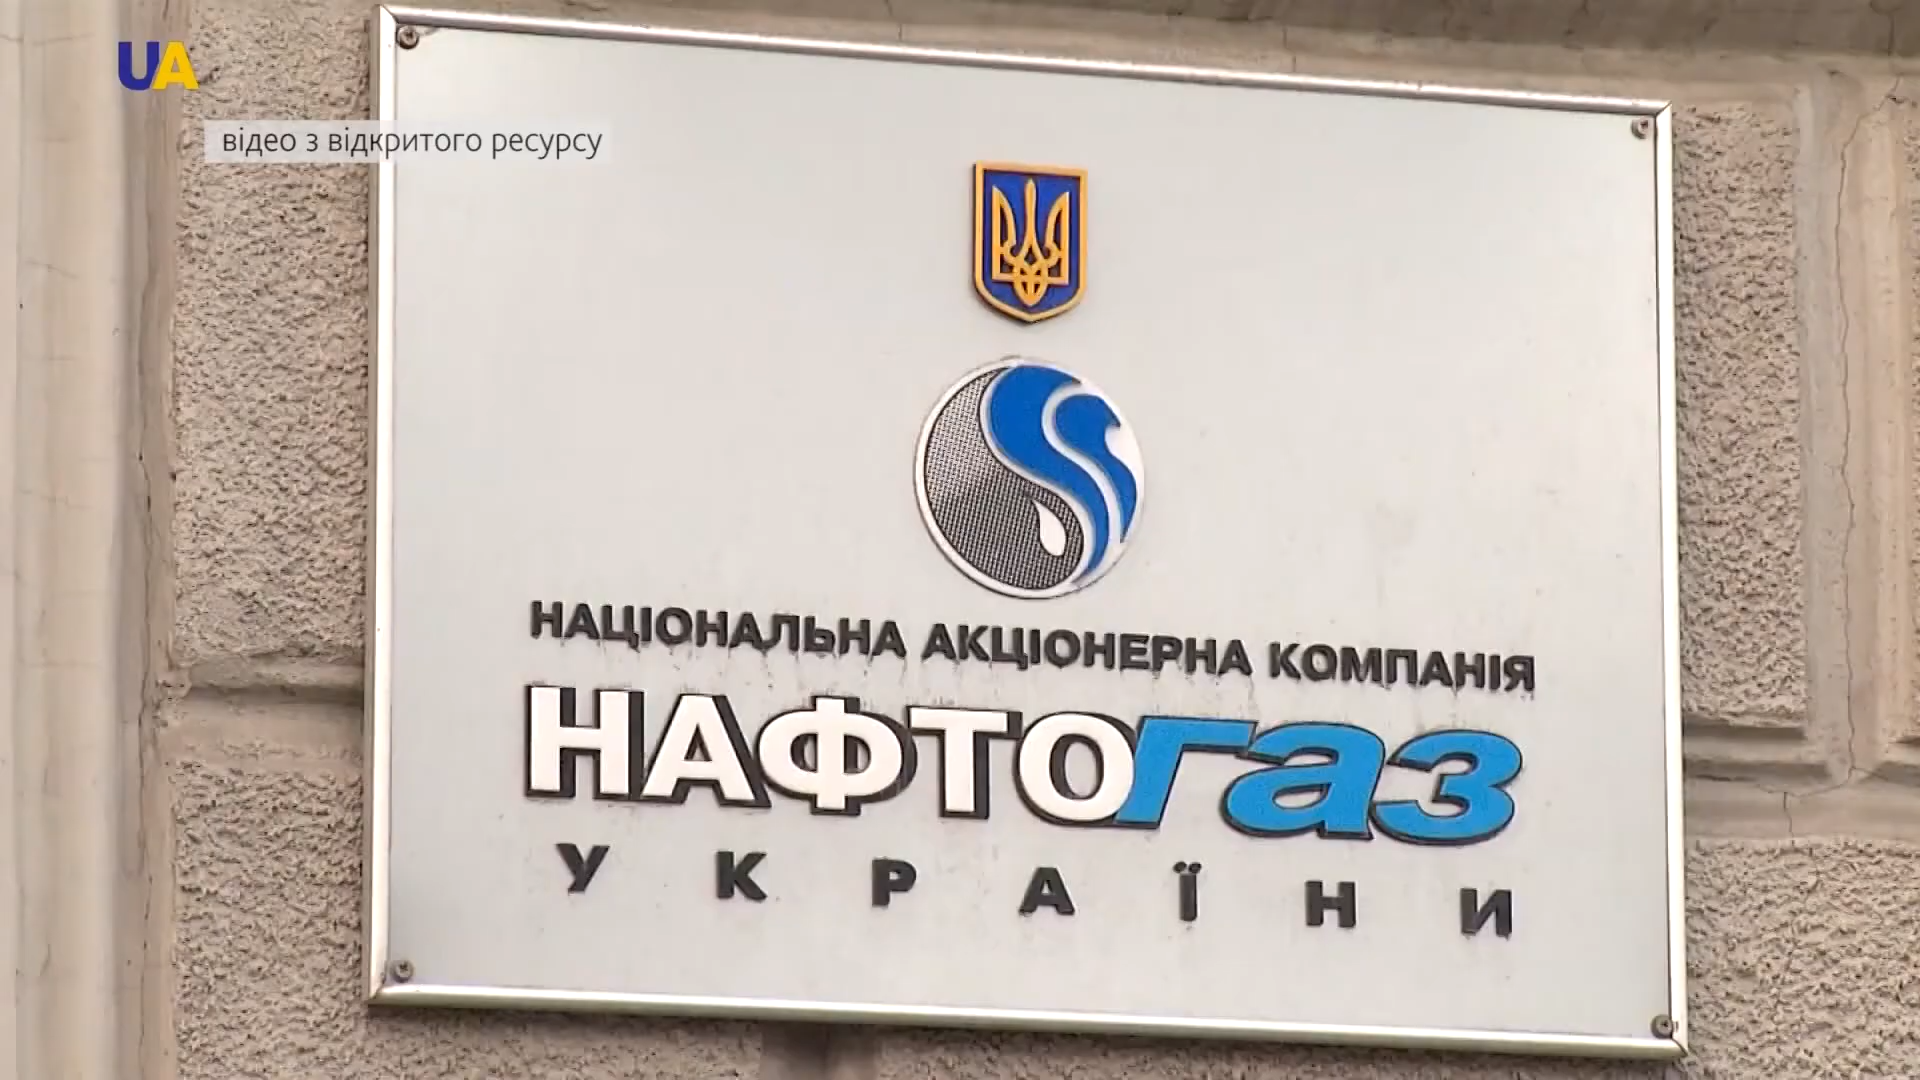 UA
відео з відкритого ресурсу
НАЦІОНАЛЬНА АКЦІОНЕРНА КОМПАНІЯ
НАФТОгаз
УКРАЇНИ